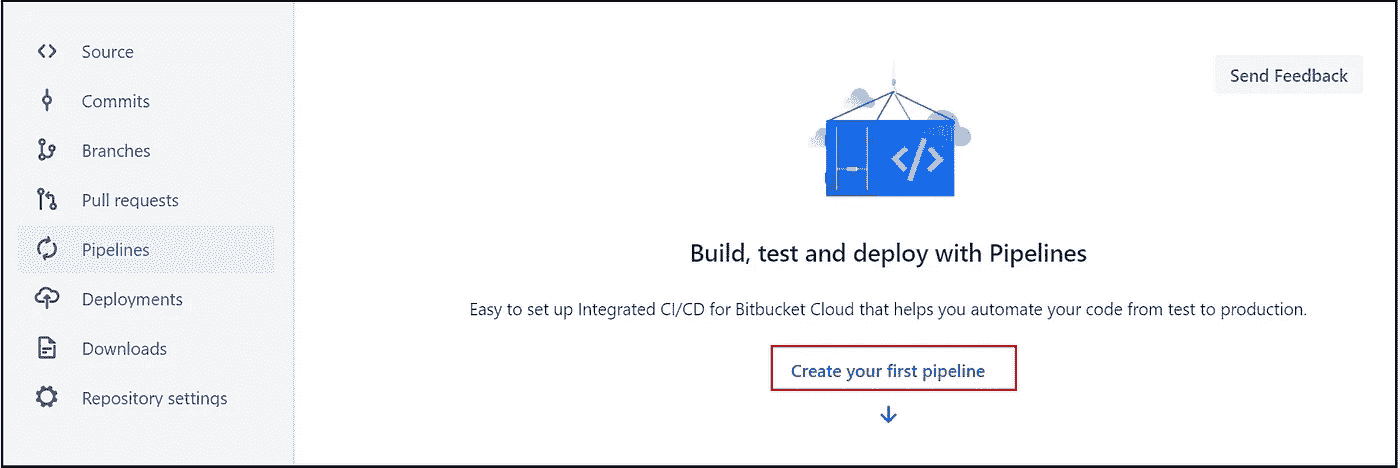 Source
Commits
Branches
Pull requests
Pipelines
Deployments
Downloads
Repository settings
Send Feedback
</>
Build, test and deploy with Pipelines
Easy to set up Integrated CI/CD for Bitbucket Cloud that helps you automate your code from test to production.
Create your first pipeline